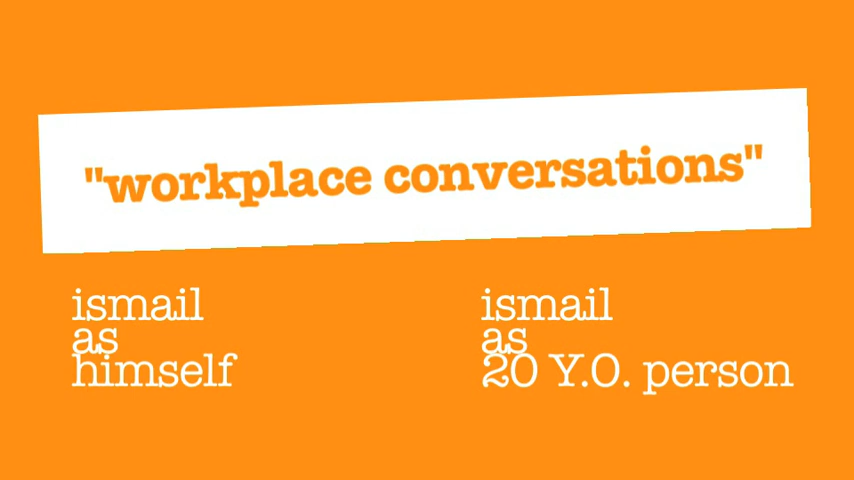 "workplace conversations"
ismail
as
himself
ismail
as
20 Y.O. person